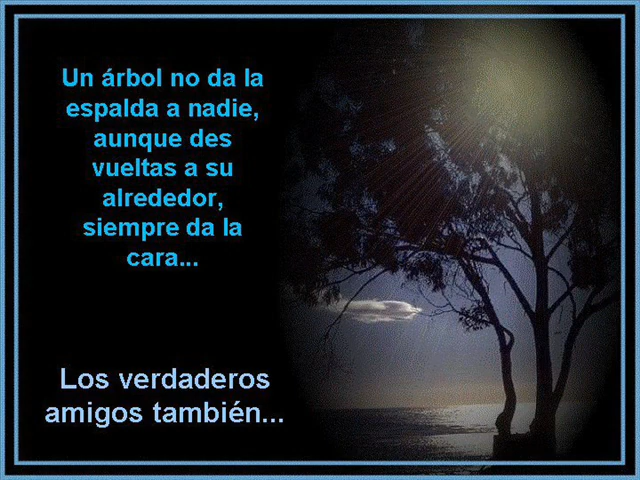 Un árbol no da la
espalda a nadie,
aunque des
vueltas a su
alrededor,
siempre da la
cara...
Los verdaderos
amigos también...